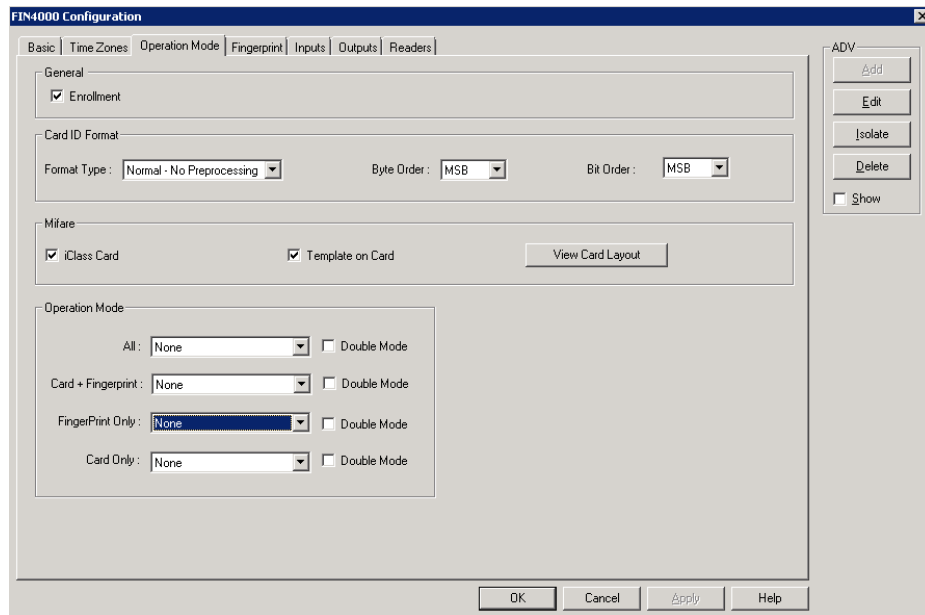 FIN4000 Configuration
Basic Time Zones Operation Mode Fingerprint Inputs Outputs Readers
ADV
General
Add
Enrollment
Edit
Card ID Format
Isolate
Format Type : Normal - No Preprocessing Byte Order : MSB Bit Order : MSB
Delete
Show
Mifare
iClass Card Template on Card View Card Layout
Operation Mode
All : None Double Mode
Card + Fingerprint : None Double Mode
FingerPrint Only : None Double Mode
Card Only : None Double Mode
OK Cancel Apply Help